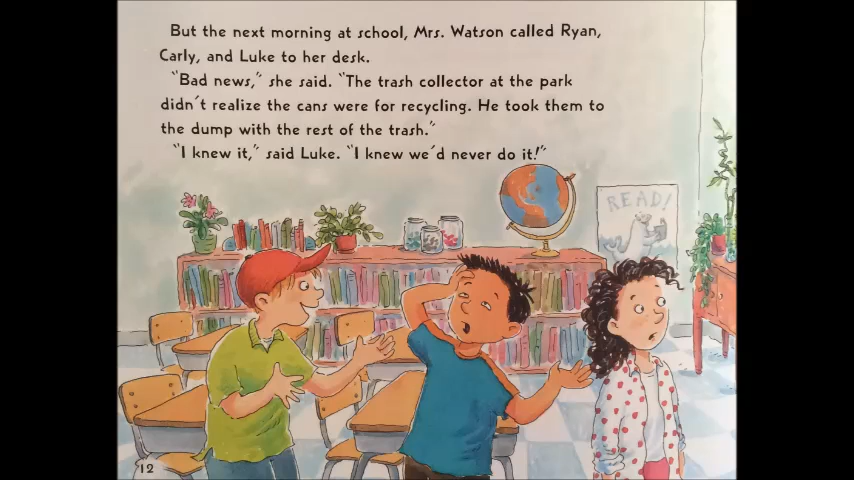 But the next morning at school, Mrs. Watson called Ryan,
Carly, and Luke to her desk.
"Bad news," she said. "The trash collector at the park
didn't realize the cans were for recycling. He took them to
the dump with the rest of the trash."
"I knew it," said Luke. "I knew we'd never do it!"
READ!
12